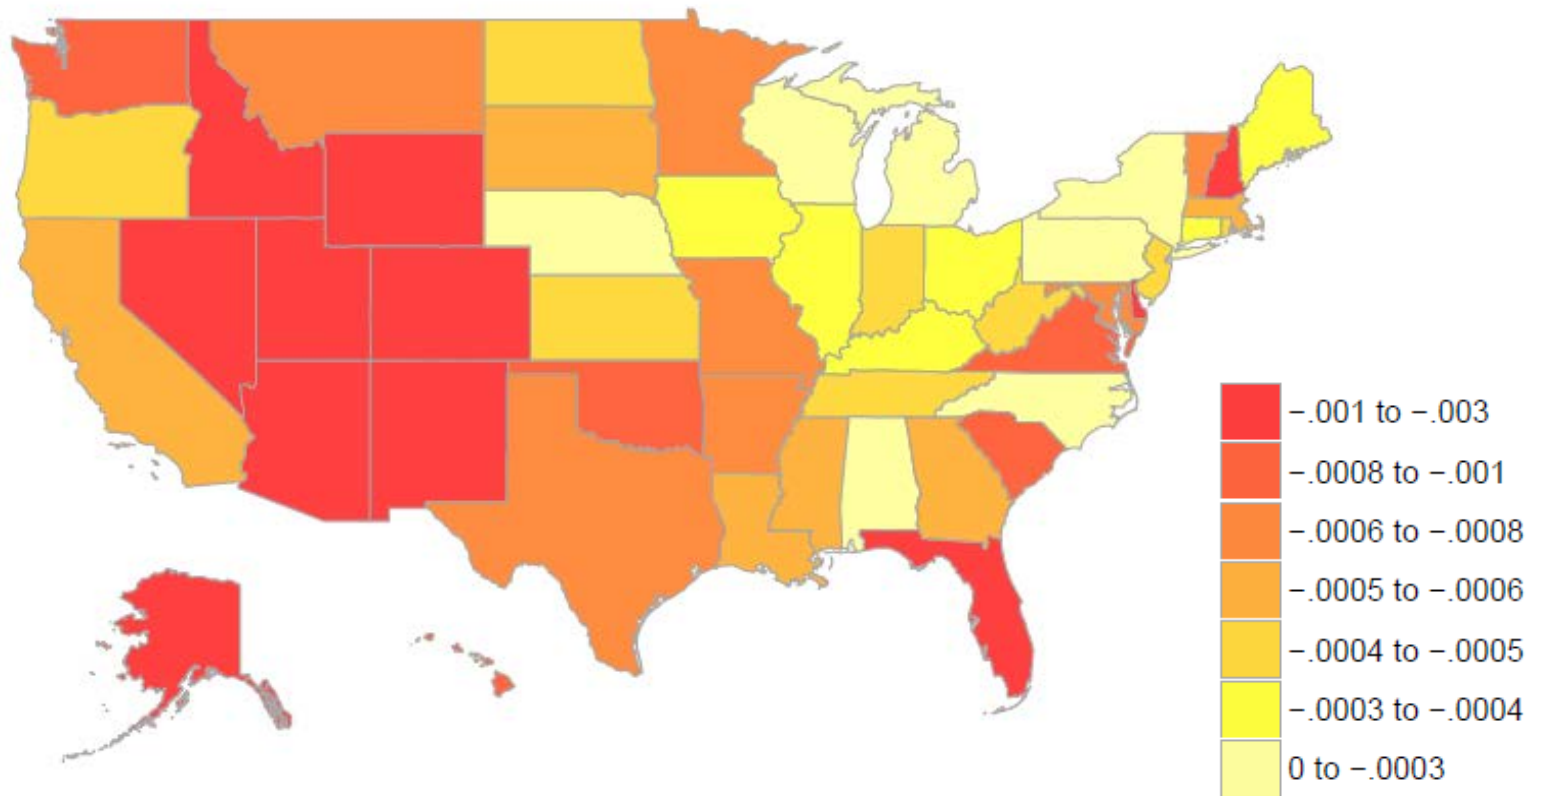 −.001 to −.003
−.0008 to −.001
−.0006 to −.0008
−.0005 to −.0006
−.0004 to −.0005
−.0003 to −.0004
0 to −.0003